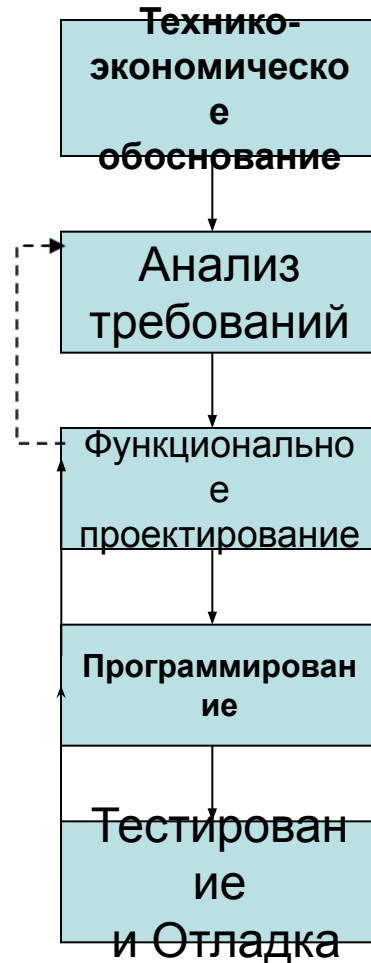 Технико-
экономическо
е
обоснование
Анализ
требований
Функционально
е
проектирование
Программирован
ие
Тестирован
ие
и Отладка